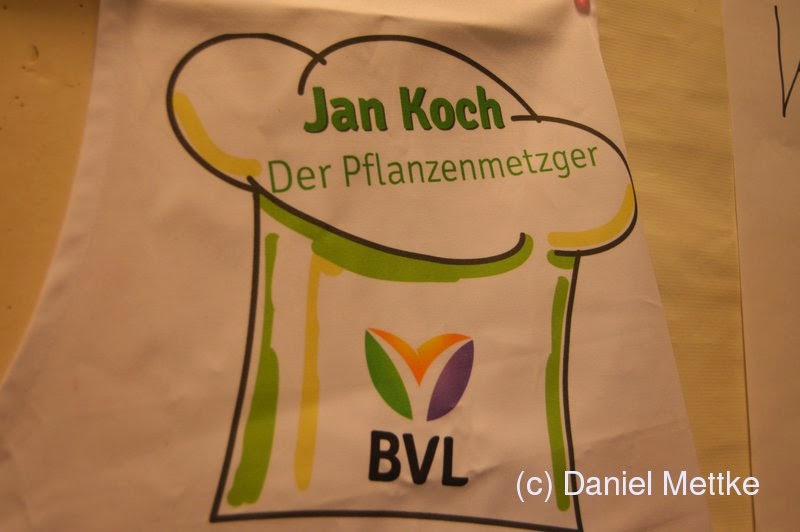 Jan Koch
Der Pflanzenmetzger
BVL
(c) Daniel Mettke